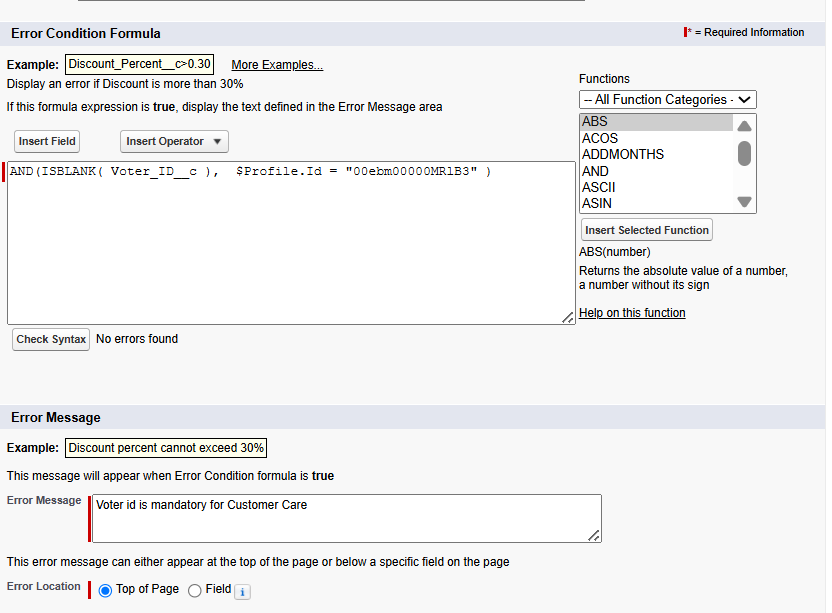 Error Condition Formula
* = Required Information
Example: Discount_Percent__c>0.30 More Examples...
Display an error if Discount is more than 30%
If this formula expression is true, display the text defined in the Error Message area
Insert Field Insert Operator
AND(ISBLANK( Voter_ID__c ),  $Profile.Id = "00ebm00000MRlB3" )
Check Syntax No errors found
Functions
-- All Function Categories -
ABS
ACOS
ADDMONTHS
AND
ASCII
ASIN
Insert Selected Function
ABS(number)
Returns the absolute value of a number,
a number without its sign
Help on this function
Error Message
Example: Discount percent cannot exceed 30%
This message will appear when Error Condition formula is true
Error Message Voter id is mandatory for Customer Care
This error message can either appear at the top of the page or below a specific field on the page
Error Location Top of Page Field i